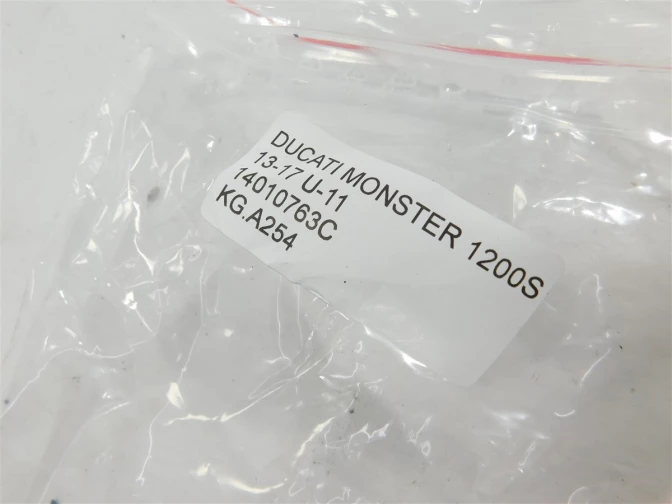 DUCATI MONSTER 1200S
13-17 U-11
14010763C
KG A254